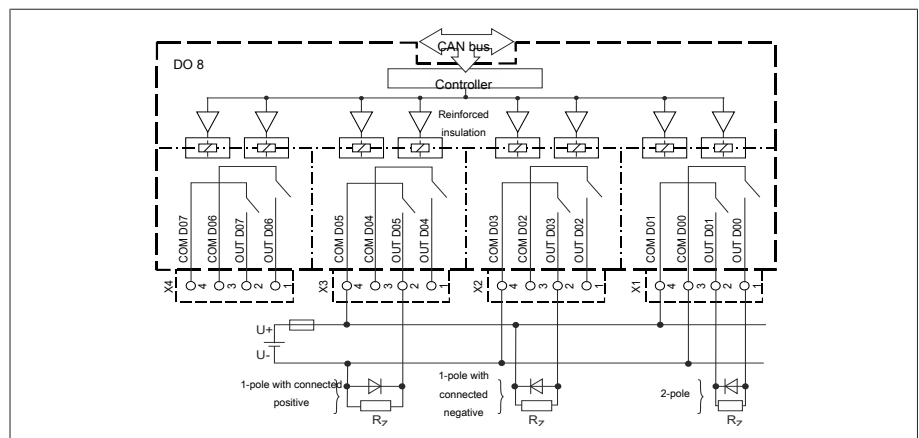 CAN bus
DO 8
Controller
Reinforced
insulation
COM D07
COM D06
OUT D07
OUT D06
COM D05
COM D04
OUT D05
OUT D04
COM D03
COM D02
OUT D03
OUT D02
COM D01
COM D00
OUT D01
OUT D00
X4
4
3
2
1
X3
4
3
2
1
X2
4
3
2
1
X1
4
3
2
1
U+
U-
1-pole with connected
positive
1-pole with
connected
negative
2-pole
RZ
RZ
RZ